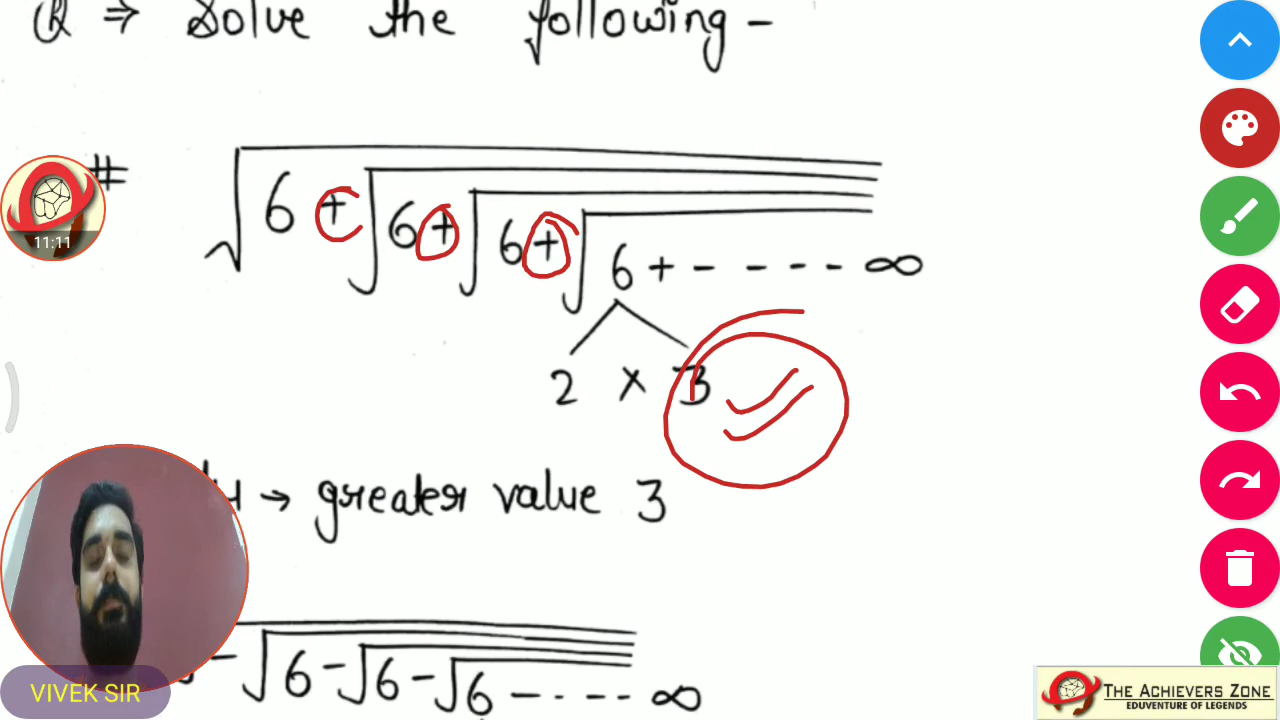 Q ⇒ Solve the following -
# √6 + √6 + √6 + √6 + - - - - - ∞
11:11
2 × 3
→ greater value 3
- √6 - √6 - √6 - - - - - ∞
VIVEK SIR
THE ACHIEVERS ZONE
EDUVENTURE OF LEGENDS